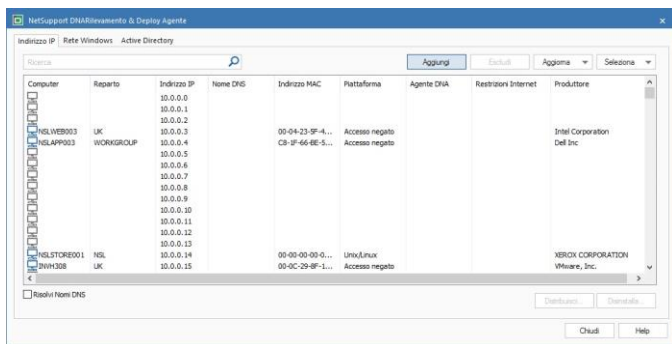 NetSupport DNARilevamento & Deploy Agente
Indirizzo IP Rete Windows Active Directory
Ricerca Aggiungi Escludi Aggiorna Seleziona
Computer Reparto Indirizzo IP Nome DNS Indirizzo MAC Piattaforma Agente DNA Restrizioni Internet Produttore
10.0.0.0
10.0.0.1
10.0.0.2
NSLWEB003 UK 10.0.0.3 00-04-23-5F-4... Accesso negato Intel Corporation
NSLAPP003 WORKGROUP 10.0.0.4 C8-1F-66-BE-5... Accesso negato Dell Inc
10.0.0.5
10.0.0.6
10.0.0.7
10.0.0.8
10.0.0.9
10.0.0.10
10.0.0.11
10.0.0.12
10.0.0.13
NSLSTORE001 NSL 10.0.0.14 00-00-00-00-0... Unix/Linux XEROX CORPORATION
INVH308 UK 10.0.0.15 00-0C-29-8F-1... Accesso negato VMware, Inc.
Risolvi Nomi DNS
Distribuisci... Disinstalla...
Chiudi Help